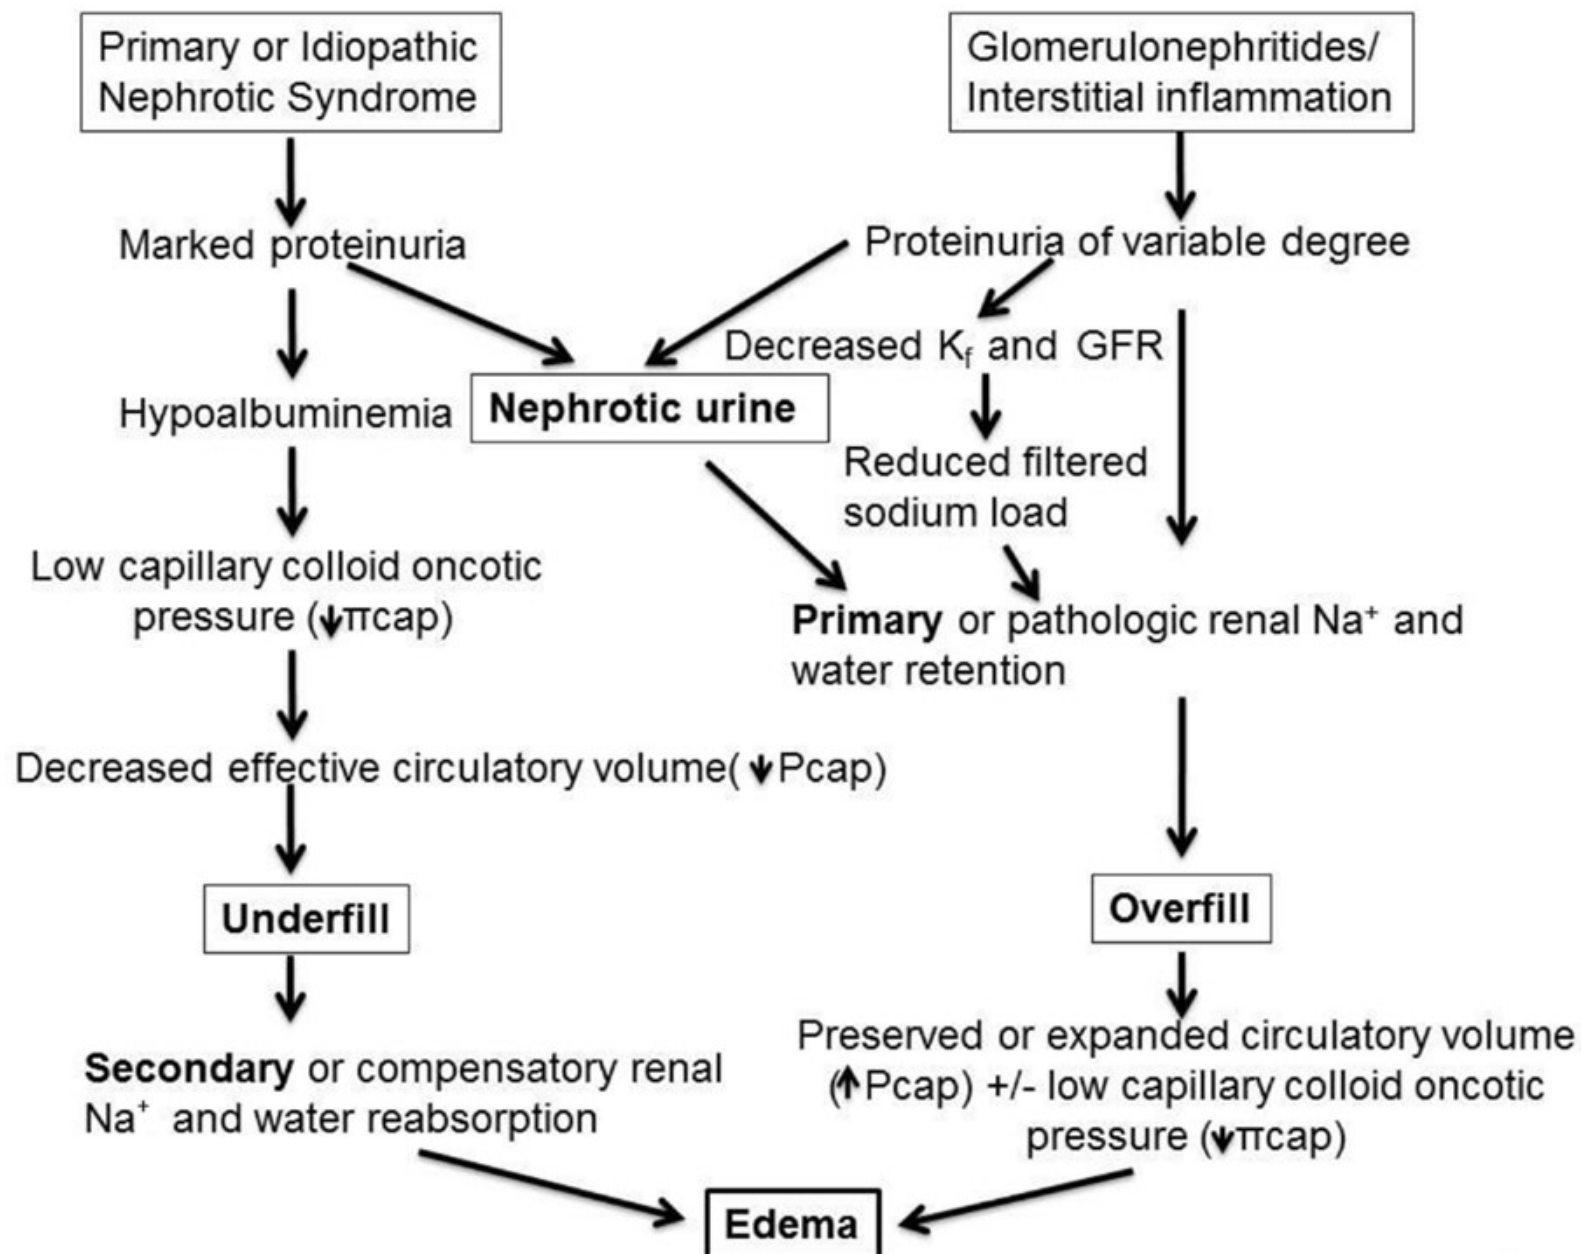 Primary or Idiopathic
Nephrotic Syndrome
Glomerulonephritides/
Interstitial inflammation
Marked proteinuria
Proteinuria of variable degree
Decreased Kf and GFR
Hypoalbuminemia
Nephrotic urine
Reduced filtered
sodium load
Low capillary colloid oncotic
pressure (↓πcap)
Primary or pathologic renal Na⁺ and
water retention
Decreased effective circulatory volume( ↓Pcap)
Underfill
Overfill
Secondary or compensatory renal
Na⁺ and water reabsorption
Preserved or expanded circulatory volume
(↑Pcap) +/- low capillary colloid oncotic
pressure (↓πcap)
Edema